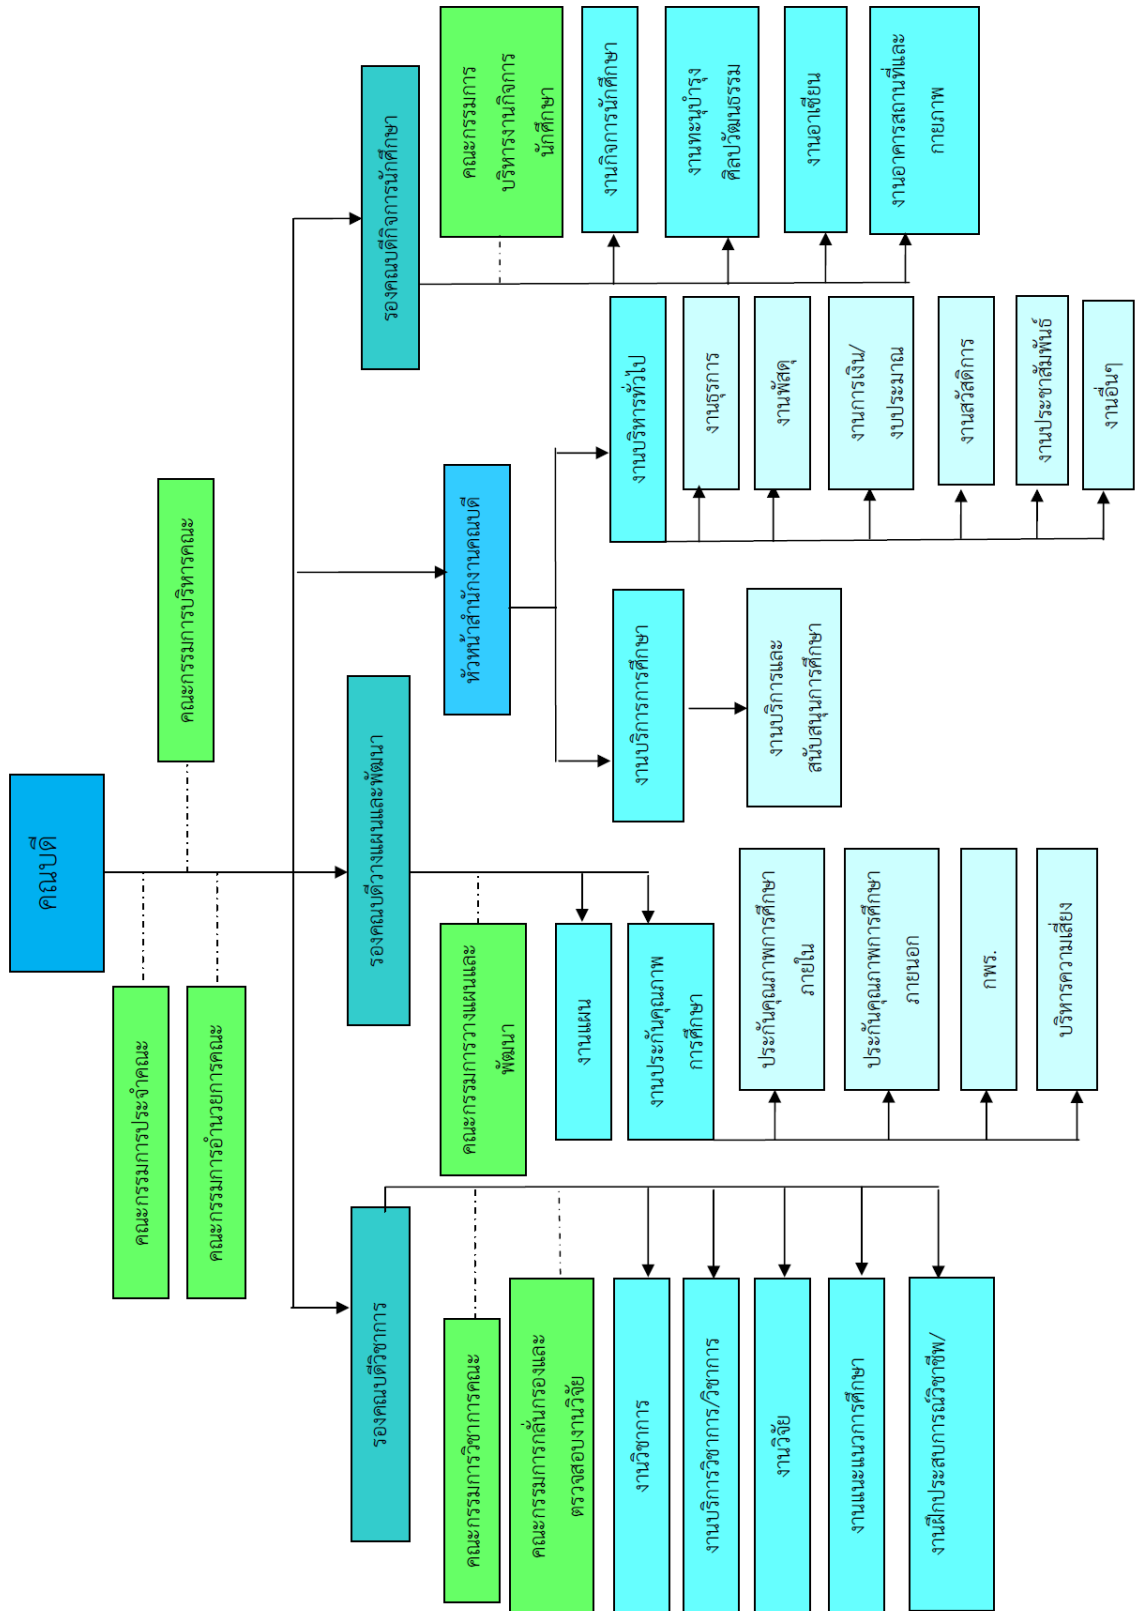 คณบดี
คณะกรรมการประจำคณะ
คณะกรรมการอำนวยการคณะ
คณะกรรมการบริหารคณะ
รองคณบดีวิชาการ
คณะกรรมการวิชาการคณะ
คณะกรรมการกลั่นกรองและ
ตรวจสอบงานวิจัย
งานวิชาการ
งานบริการวิชาการ/วิชาการ
งานวิจัย
งานแนะแนวการศึกษา
งานฝึกประสบการณ์วิชาชีพ/
รองคณบดีวางแผนและพัฒนา
คณะกรรมการวางแผนและ
พัฒนา
งานแผน
งานประกันคุณภาพ
การศึกษา
ประกันคุณภาพการศึกษา
ภายใน
ประกันคุณภาพการศึกษา
ภายนอก
กพร.
บริหารความเสี่ยง
หัวหน้าสำนักงานคณบดี
งานบริการการศึกษา
งานบริการและ
สนับสนุนการศึกษา
งานบริหารทั่วไป
งานธุรการ
งานพัสดุ
งานการเงิน/
งบประมาณ
งานสวัสดิการ
งานประชาสัมพันธ์
งานอื่นๆ
รองคณบดีกิจการนักศึกษา
คณะกรรมการ
บริหารงานกิจการ
นักศึกษา
งานกิจการนักศึกษา
งานทะนุบำรุง
ศิลปวัฒนธรรม
งานอาเซียน
งานอาคารสถานที่และ
กายภาพ